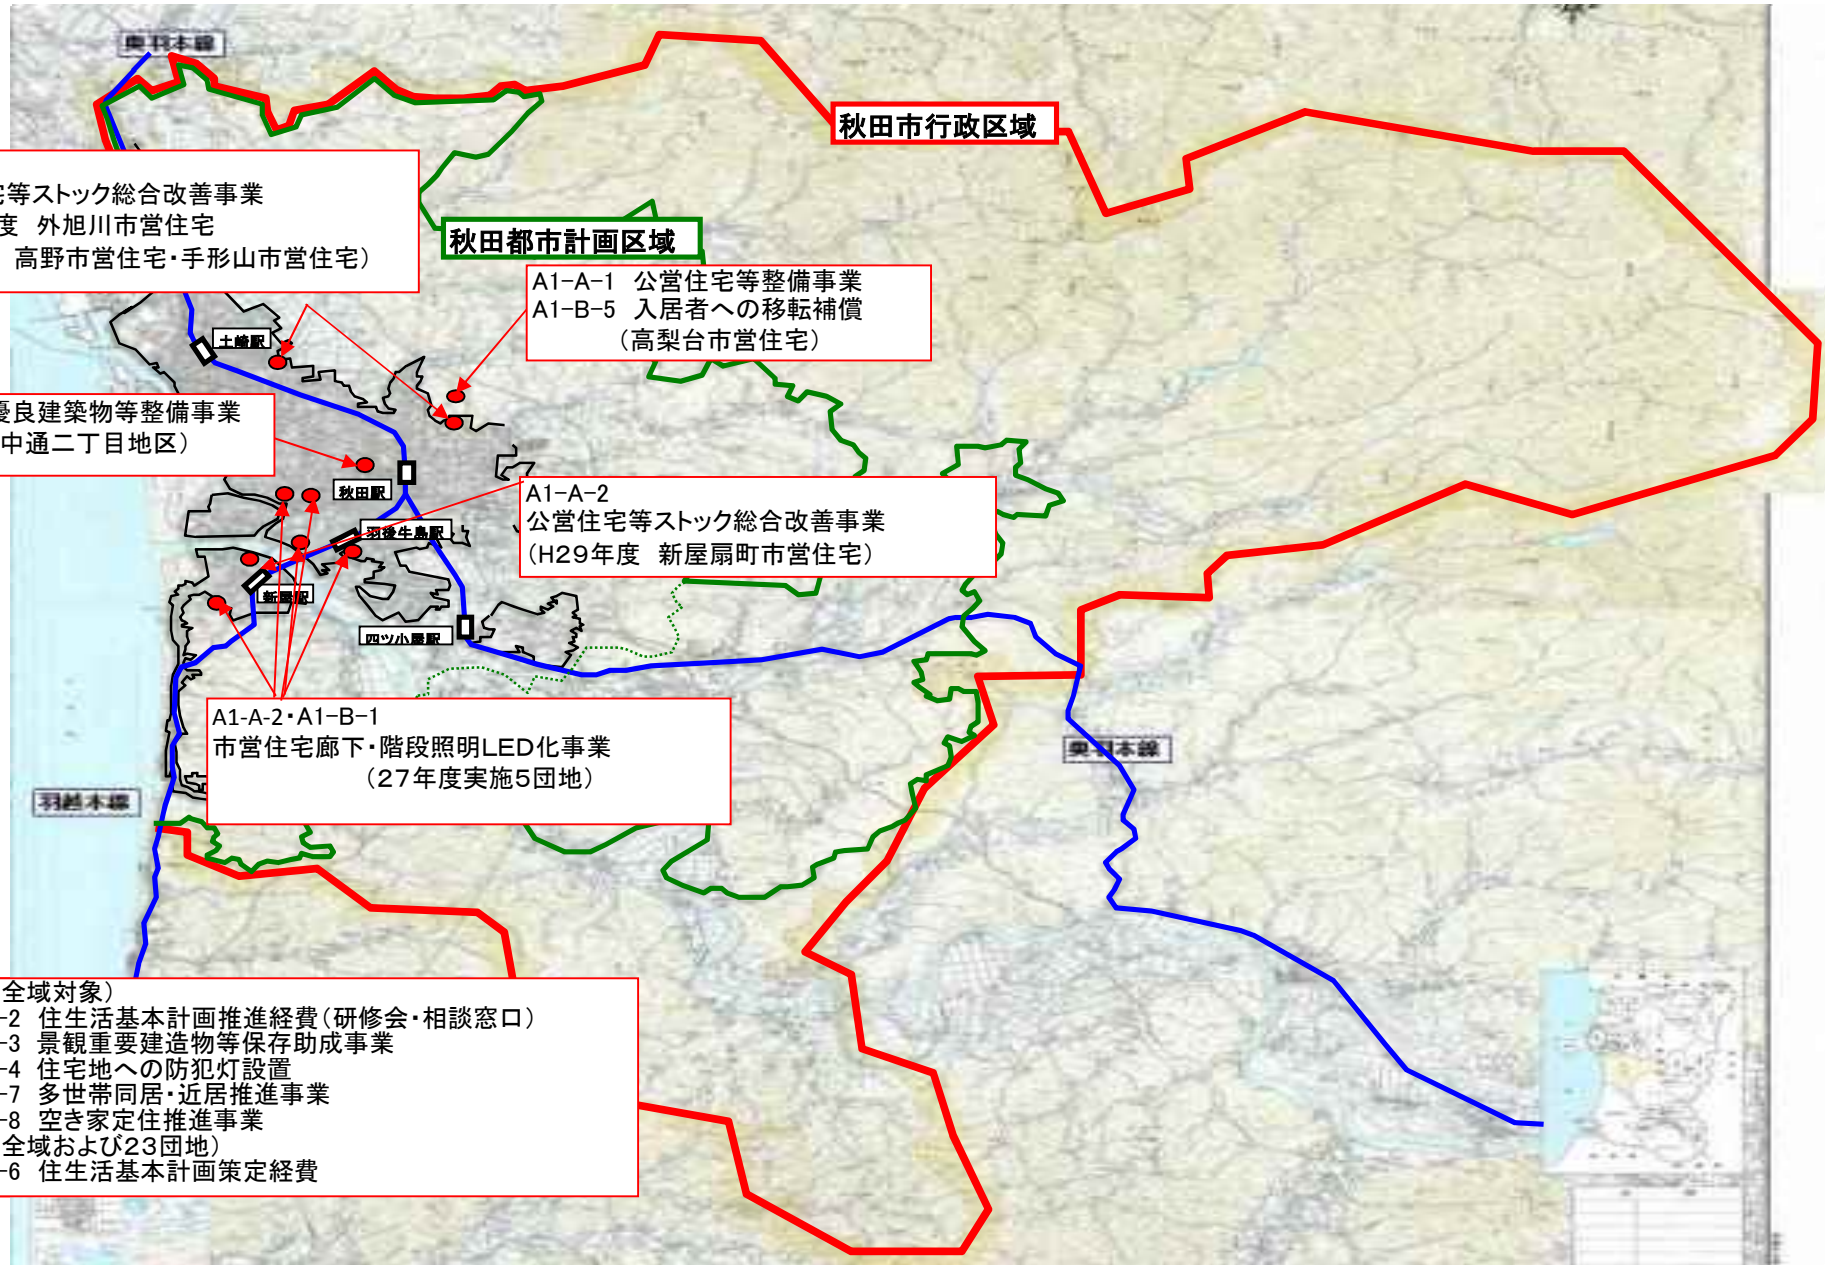 奥羽本線
秋田市行政区域
宅等ストック総合改善事業
度 外旭川市営住宅
高野市営住宅・手形山市営住宅）
秋田都市計画区域
A1-A-1 公営住宅等整備事業
A1-B-5 入居者への移転補償
（高梨台市営住宅）
土崎駅
優良建築物等整備事業
中通二丁目地区）
秋田駅
A1-A-2
公営住宅等ストック総合改善事業
（H29年度 新屋扇町市営住宅）
羽後牛島駅
新屋駅
四ツ小屋駅
A1-A-2・A1-B-1
市営住宅廊下・階段照明LED化事業
（27年度実施5団地）
奥羽本線
羽越本線
全域対象）
-2 住生活基本計画推進経費（研修会・相談窓口）
-3 景観重要建造物等保存助成事業
-4 住宅地への防犯灯設置
-7 多世帯同居・近居推進事業
-8 空き家定住推進事業
全域および23団地）
-6 住生活基本計画策定経費